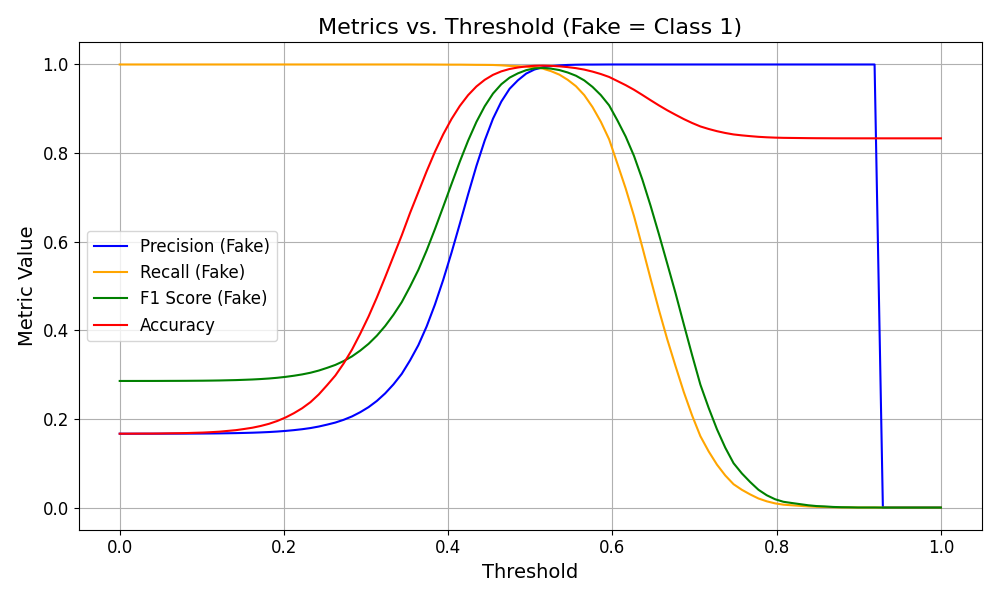 Metrics vs. Threshold (Fake = Class 1)
Metric Value
1.0
0.8
0.6
0.4
0.2
0.0
Precision (Fake)
Recall (Fake)
F1 Score (Fake)
Accuracy
0.0 0.2 0.4 0.6 0.8 1.0
Threshold